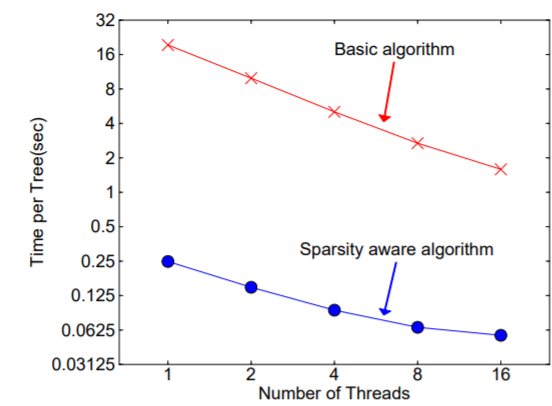 32
16
8
4
2
1
0.5
0.25
0.125
0.0625
0.03125
Time per Tree(sec)
Basic algorithm
Sparsity aware algorithm
1 2 4 8 16
Number of Threads